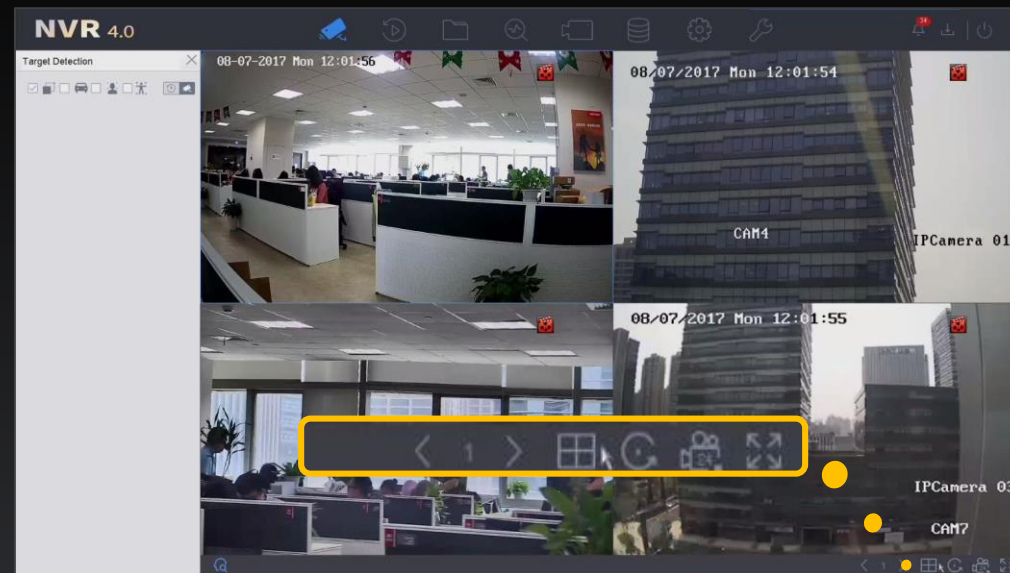 NVR 4.0
34
Target Detection
08-07-2017 Mon 12:01:56
08/07/2017 Mon 12:01:54
CAM4
IPCamera 01
08/07/2017 Mon 12:01:55
1
IPCamera 03
CAM7
1